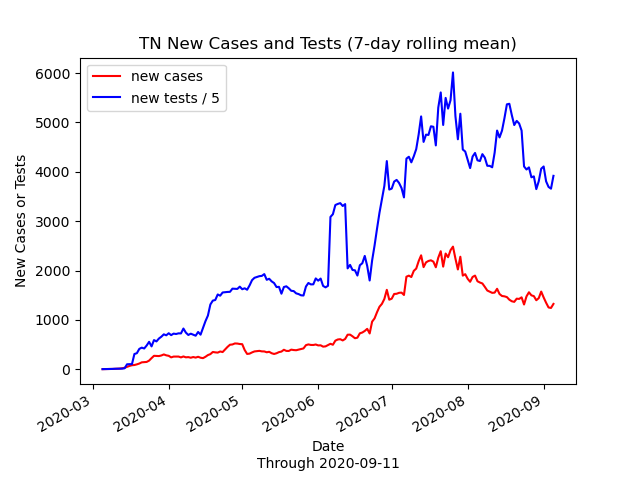 TN New Cases and Tests (7-day rolling mean)
new cases
new tests / 5
New Cases or Tests
6000
5000
4000
3000
2000
1000
0
2020-03
2020-04
2020-05
2020-06
2020-07
2020-08
2020-09
Date
Through 2020-09-11